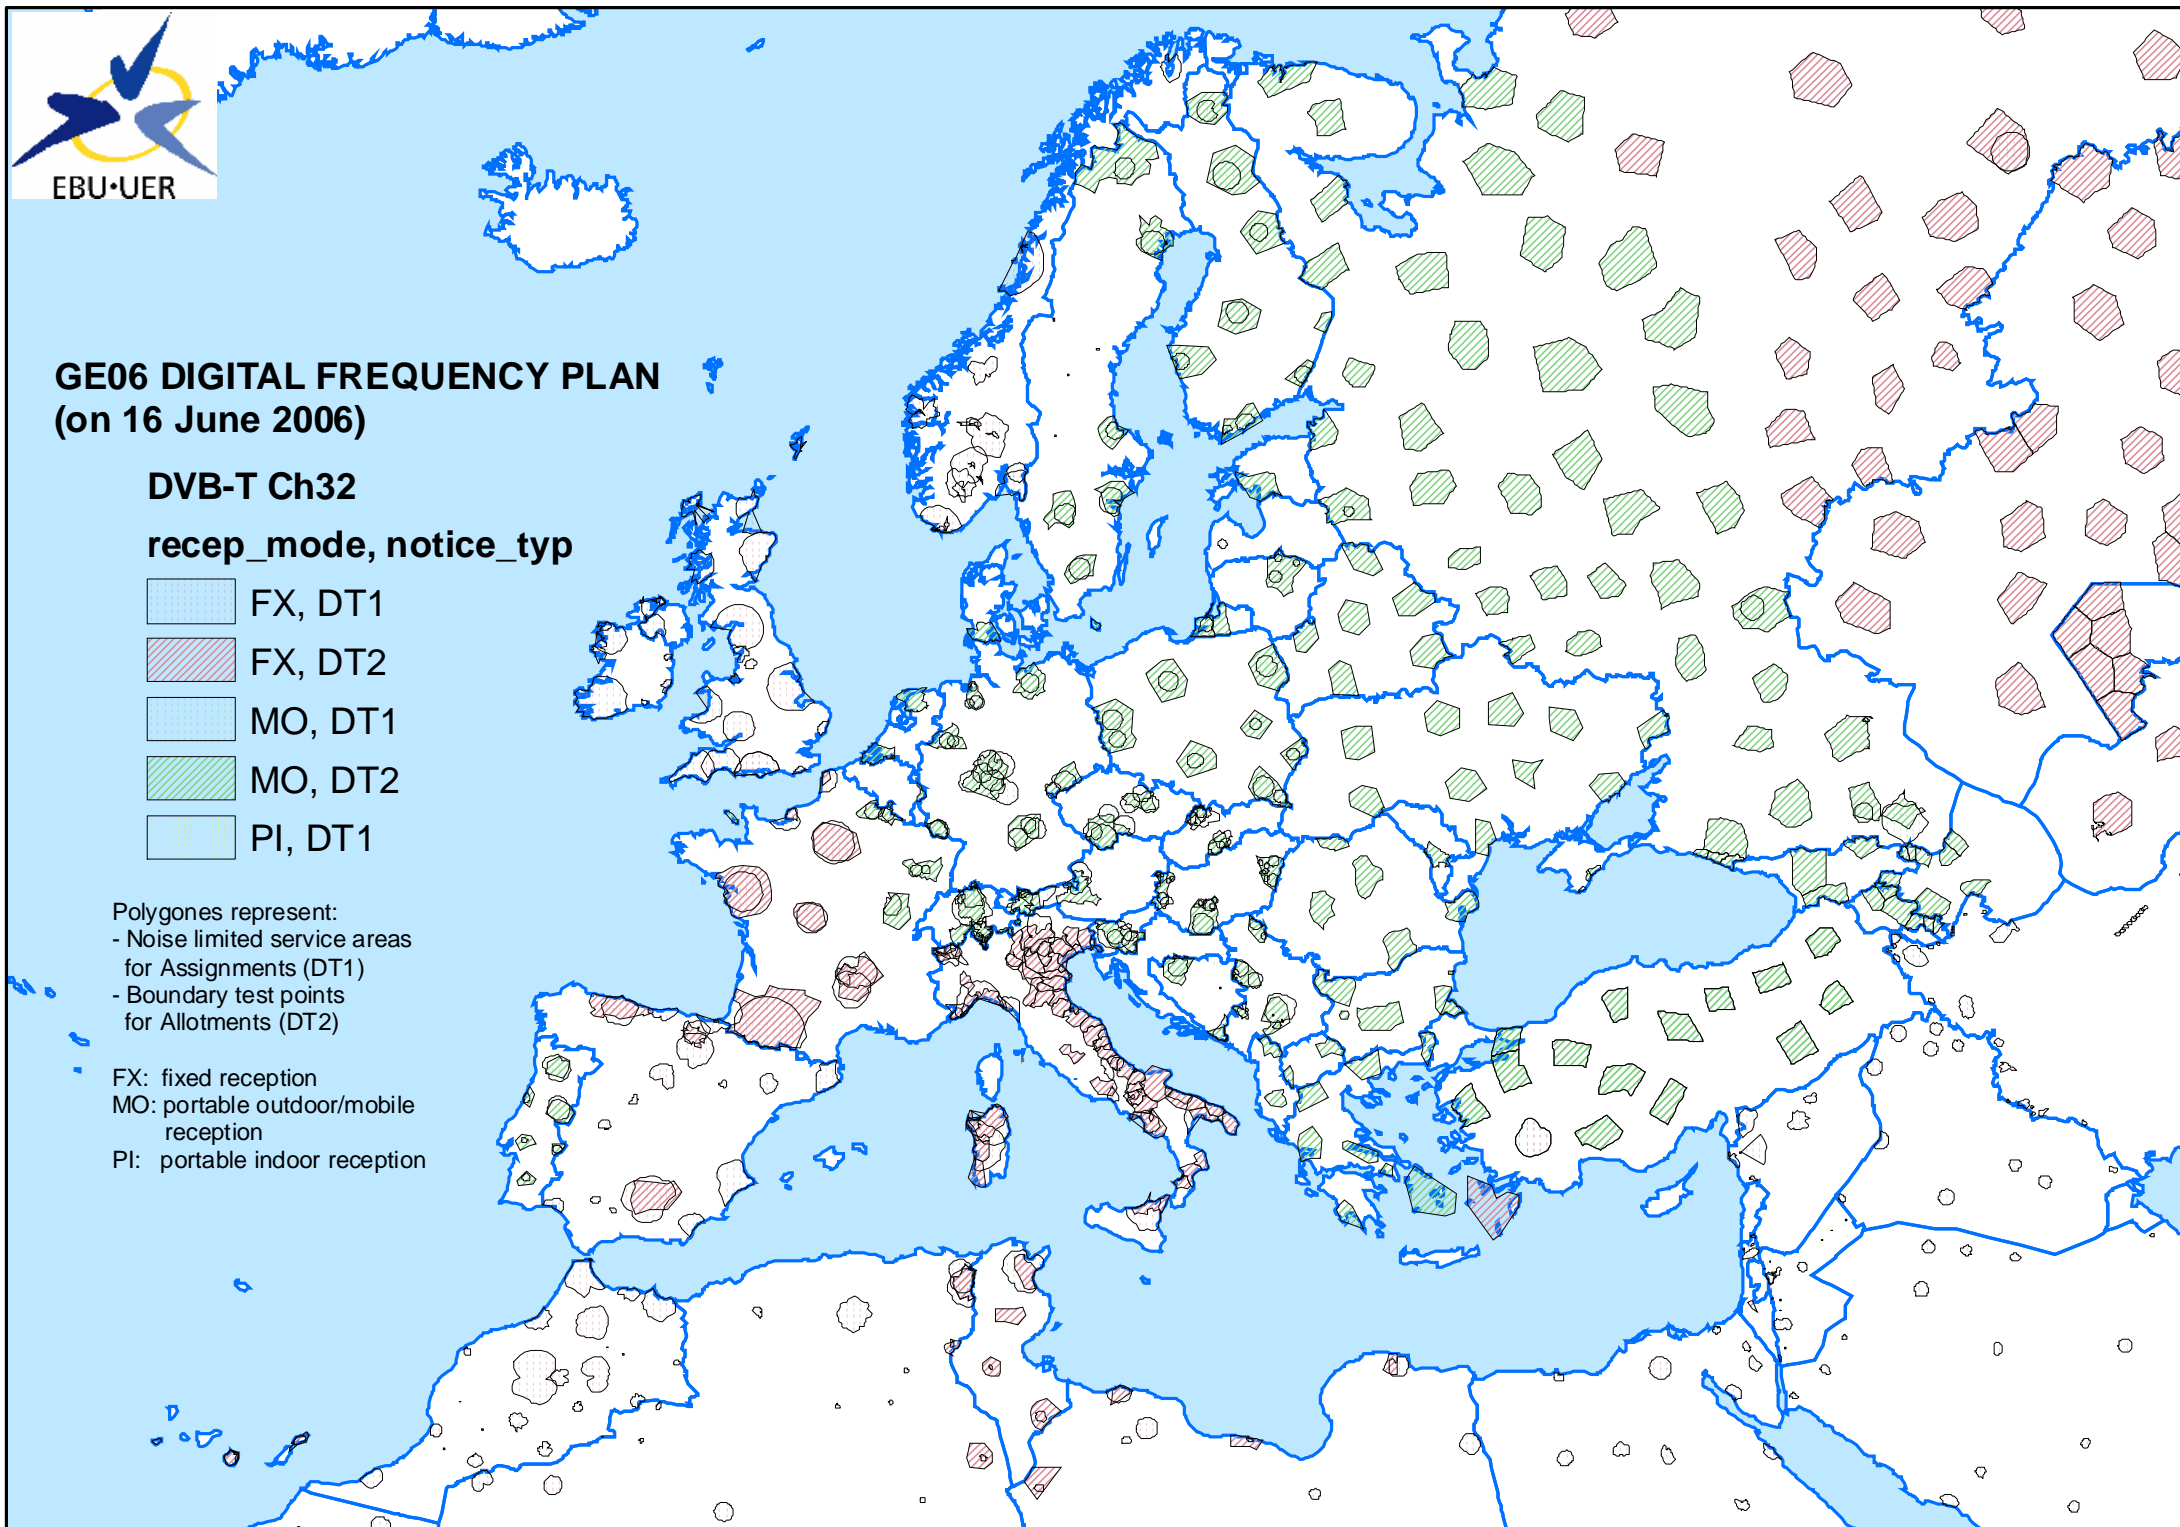 EBU•UER
GE06 DIGITAL FREQUENCY PLAN
(on 16 June 2006)
DVB-T Ch32
recep_mode, notice_typ
FX, DT1
FX, DT2
MO, DT1
MO, DT2
PI, DT1
Polygones represent:
- Noise limited service areas
for Assignments (DT1)
- Boundary test points
for Allotments (DT2)
FX: fixed reception
MO: portable outdoor/mobile
reception
PI: portable indoor reception